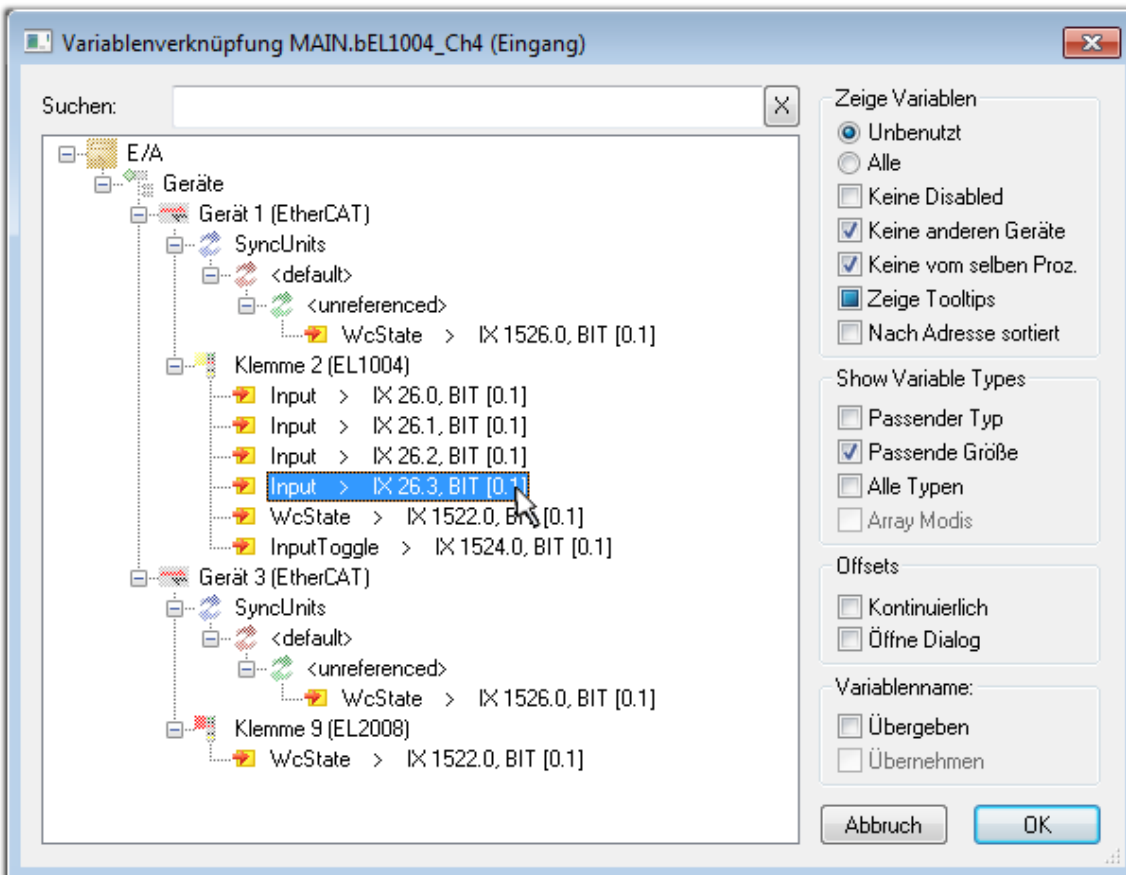 Variablenverknüpfung MAIN.bEL1004_Ch4 (Eingang)
Suchen:
X
E/A
Geräte
Gerät 1 (EtherCAT)
SyncUnits
<default>
<unreferenced>
WcState > IX 1526.0, BIT [0.1]
Klemme 2 (EL1004)
Input > IX 26.0, BIT [0.1]
Input > IX 26.1, BIT [0.1]
Input > IX 26.2, BIT [0.1]
Input > IX 26.3, BIT [0.1]
WcState > IX 1522.0, BIT [0.1]
InputToggle > IX 1524.0, BIT [0.1]
Gerät 3 (EtherCAT)
SyncUnits
<default>
<unreferenced>
WcState > IX 1526.0, BIT [0.1]
Klemme 9 (EL2008)
WcState > IX 1522.0, BIT [0.1]
Zeige Variablen
Unbenutzt
Alle
Keine Disabled
Keine anderen Geräte
Keine vom selben Proz.
Zeige Tooltips
Nach Adresse sortiert
Show Variable Types
Passender Typ
Passende Größe
Alle Typen
Array Modis
Offsets
Kontinuierlich
Öffne Dialog
Variablenname:
Übergeben
Übernehmen
Abbruch
OK